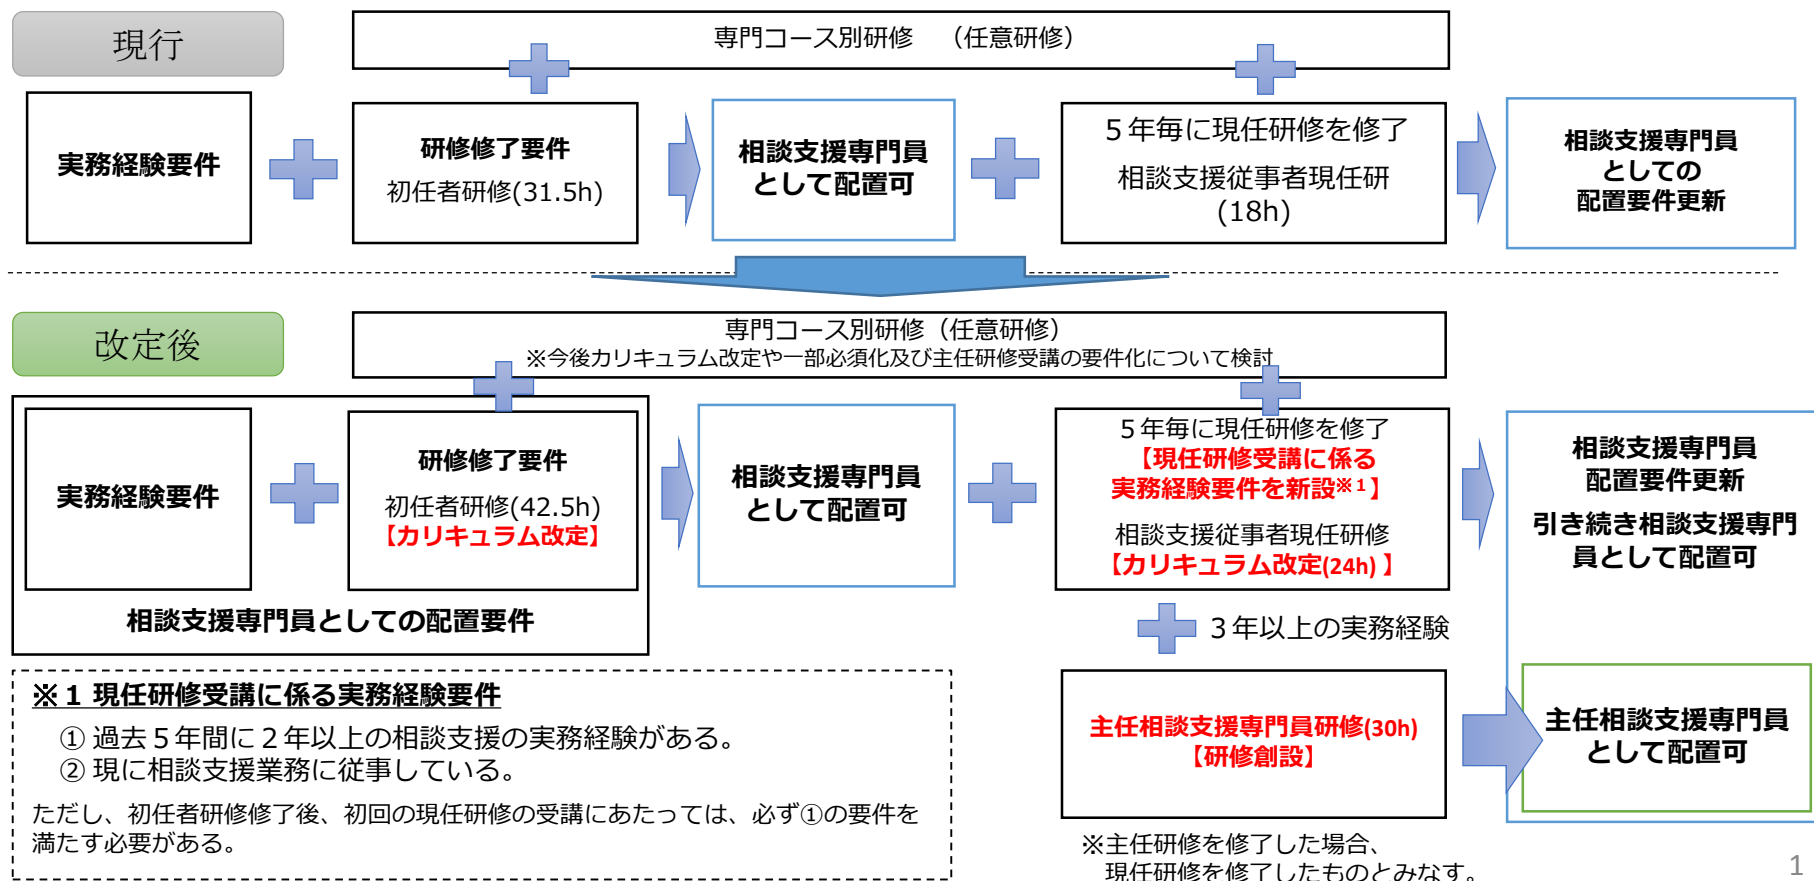 現行
専門コース別研修　（任意研修）
実務経験要件
研修修了要件
初任者研修(31.5h)
相談支援専門員
として配置可
５年毎に現任研修を修了
相談支援従事者現任研
(18h)
相談支援専門員
としての
配置要件更新
改定後
専門コース別研修（任意研修）
※今後カリキュラム改定や一部必須化及び主任研修受講の要件化について検討
実務経験要件
研修修了要件
初任者研修(42.5h)
【カリキュラム改定】
相談支援専門員としての配置要件
相談支援専門員
として配置可
５年毎に現任研修を修了
【現任研修受講に係る
実務経験要件を新設※１】
相談支援従事者現任研修
【カリキュラム改定(24h) 】
相談支援専門員
配置要件更新
引き続き相談支援専門
員として配置可
３年以上の実務経験
主任相談支援専門員研修(30h)
【研修創設】
主任相談支援専門員
として配置可
※主任研修を修了した場合、
現任研修を修了したものとみなす。
※１ 現任研修受講に係る実務経験要件
① 過去５年間に２年以上の相談支援の実務経験がある。
② 現に相談支援業務に従事している。
ただし、初任者研修修了後、初回の現任研修の受講にあたっては、必ず①の要件を
満たす必要がある。
1